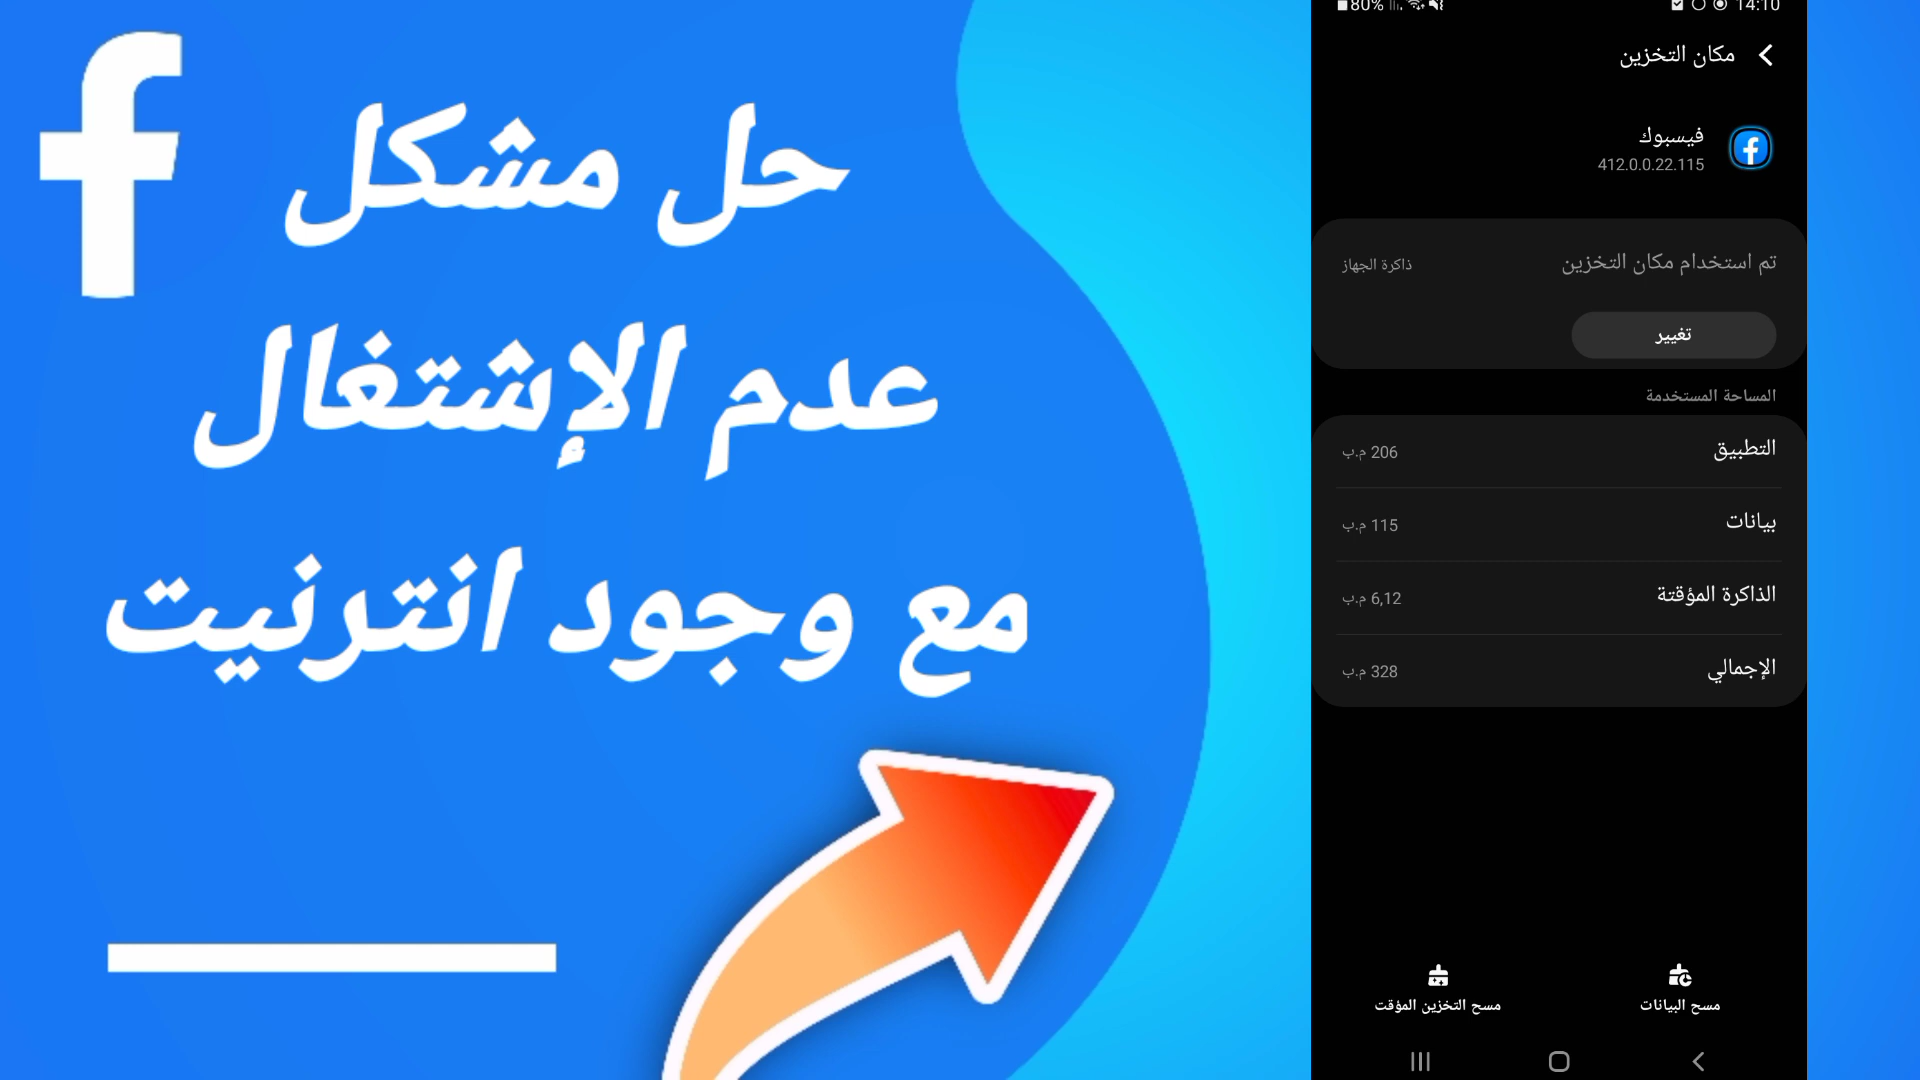 حل مشكل
عدم الإشتغال
مع وجود انترنيت
80% 14:10
مكان التخزين
فيسبوك
412.0.0.22.115
تم استخدام مكان التخزين ذاكرة الجهاز
تغيير
المساحة المستخدمة
التطبيق 206 م.ب
بيانات 115 م.ب
الذاكرة المؤقتة 6,12 م.ب
الإجمالي 328 م.ب
مسح البيانات مسح التخزين المؤقت